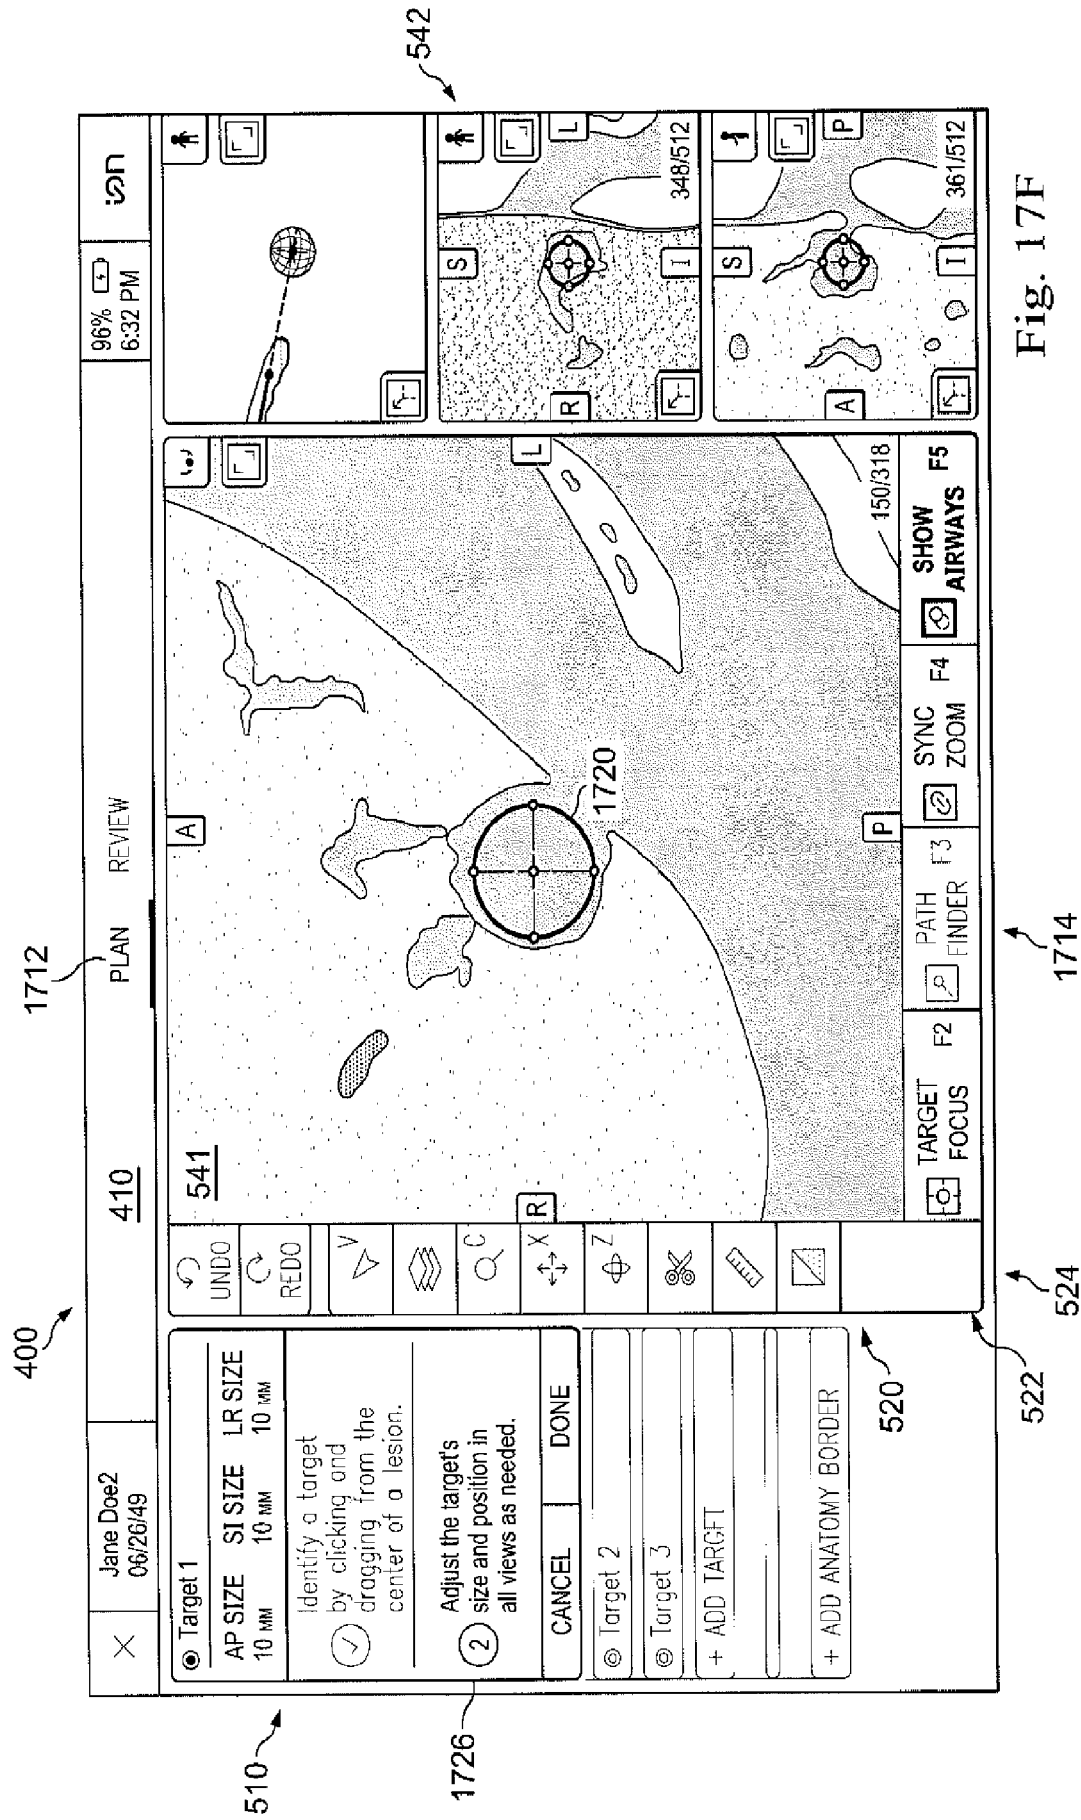 400
1712
542
Jane Doe2
06/26/49
410
PLAN
REVIEW
96%
6:32 PM
510
Target 1
AP SIZE
SI SIZE
LR SIZE
10 MM
10 MM
10 MM
Identify a target
by clicking and
dragging from the
center of a lesion.
2
Adjust the target's
size and position in
all views as needed.
CANCEL
DONE
1726
Target 2
Target 3
+ ADD TARGET
+ ADD ANATOMY BORDER
520
522
524
UNDO
REDO
V
C
X
Z
541
A
R
L
P
1720
150/318
TARGET
FOCUS
F2
PATH
FINDER
F3
SYNC
ZOOM
F4
SHOW
AIRWAYS
F5
1714
S
R
L
I
348/512
S
A
P
I
361/512
Fig. 17F